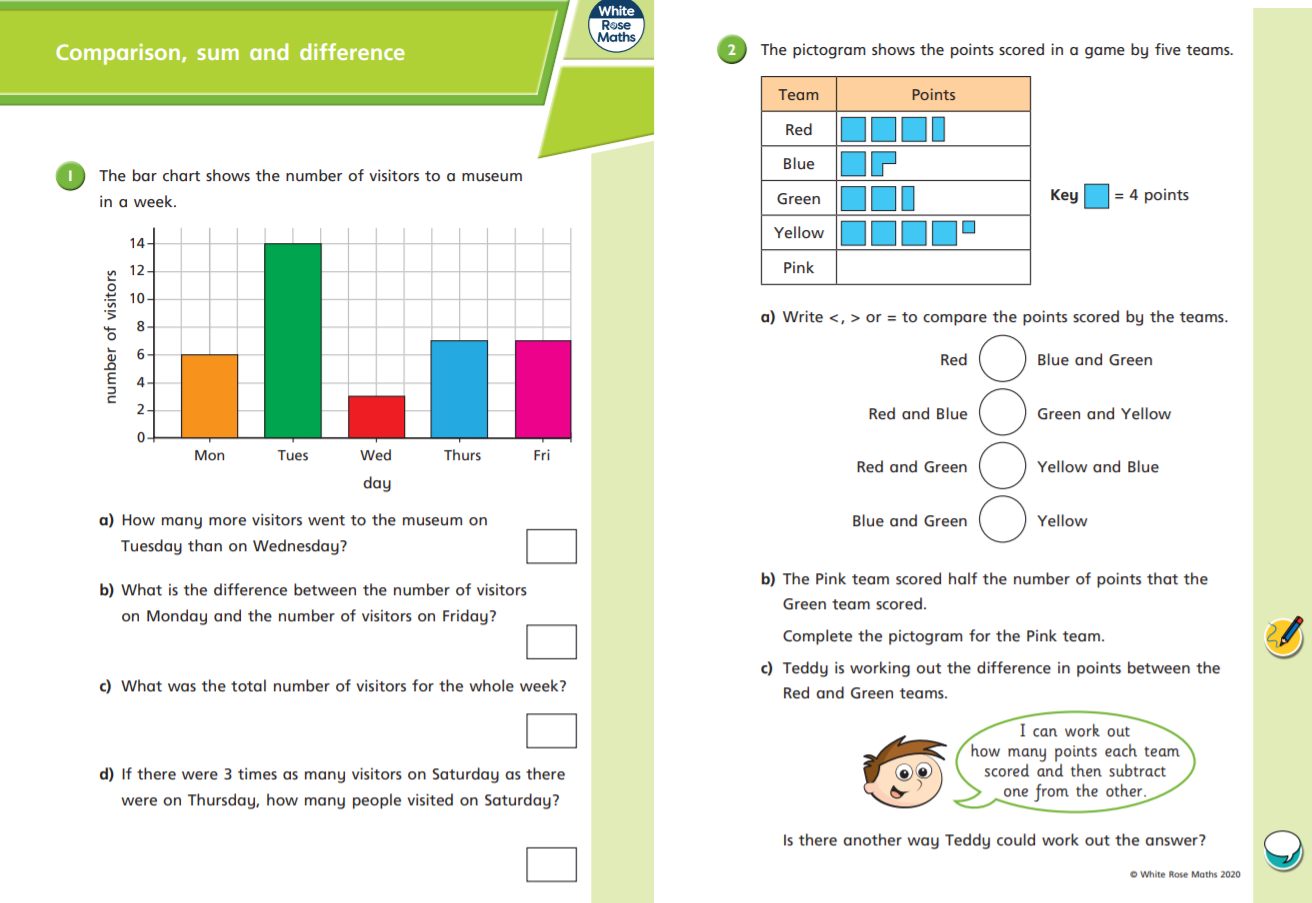 Comparison, sum and difference
White
Rose
Maths
1 The bar chart shows the number of visitors to a museum
in a week.
number of visitors
14
12
10
8
6
4
2
0
Mon Tues Wed Thurs Fri
day
a) How many more visitors went to the museum on
Tuesday than on Wednesday?
b) What is the difference between the number of visitors
on Monday and the number of visitors on Friday?
c) What was the total number of visitors for the whole week?
d) If there were 3 times as many visitors on Saturday as there
were on Thursday, how many people visited on Saturday?
2 The pictogram shows the points scored in a game by five teams.
Team Points
Red
Blue
Green
Yellow
Pink
Key = 4 points
a) Write <, > or = to compare the points scored by the teams.
Red Blue and Green
Red and Blue Green and Yellow
Red and Green Yellow and Blue
Blue and Green Yellow
b) The Pink team scored half the number of points that the
Green team scored.
Complete the pictogram for the Pink team.
c) Teddy is working out the difference in points between the
Red and Green teams.
I can work out
how many points each team
scored and then subtract
one from the other.
Is there another way Teddy could work out the answer?
© White Rose Maths 2020